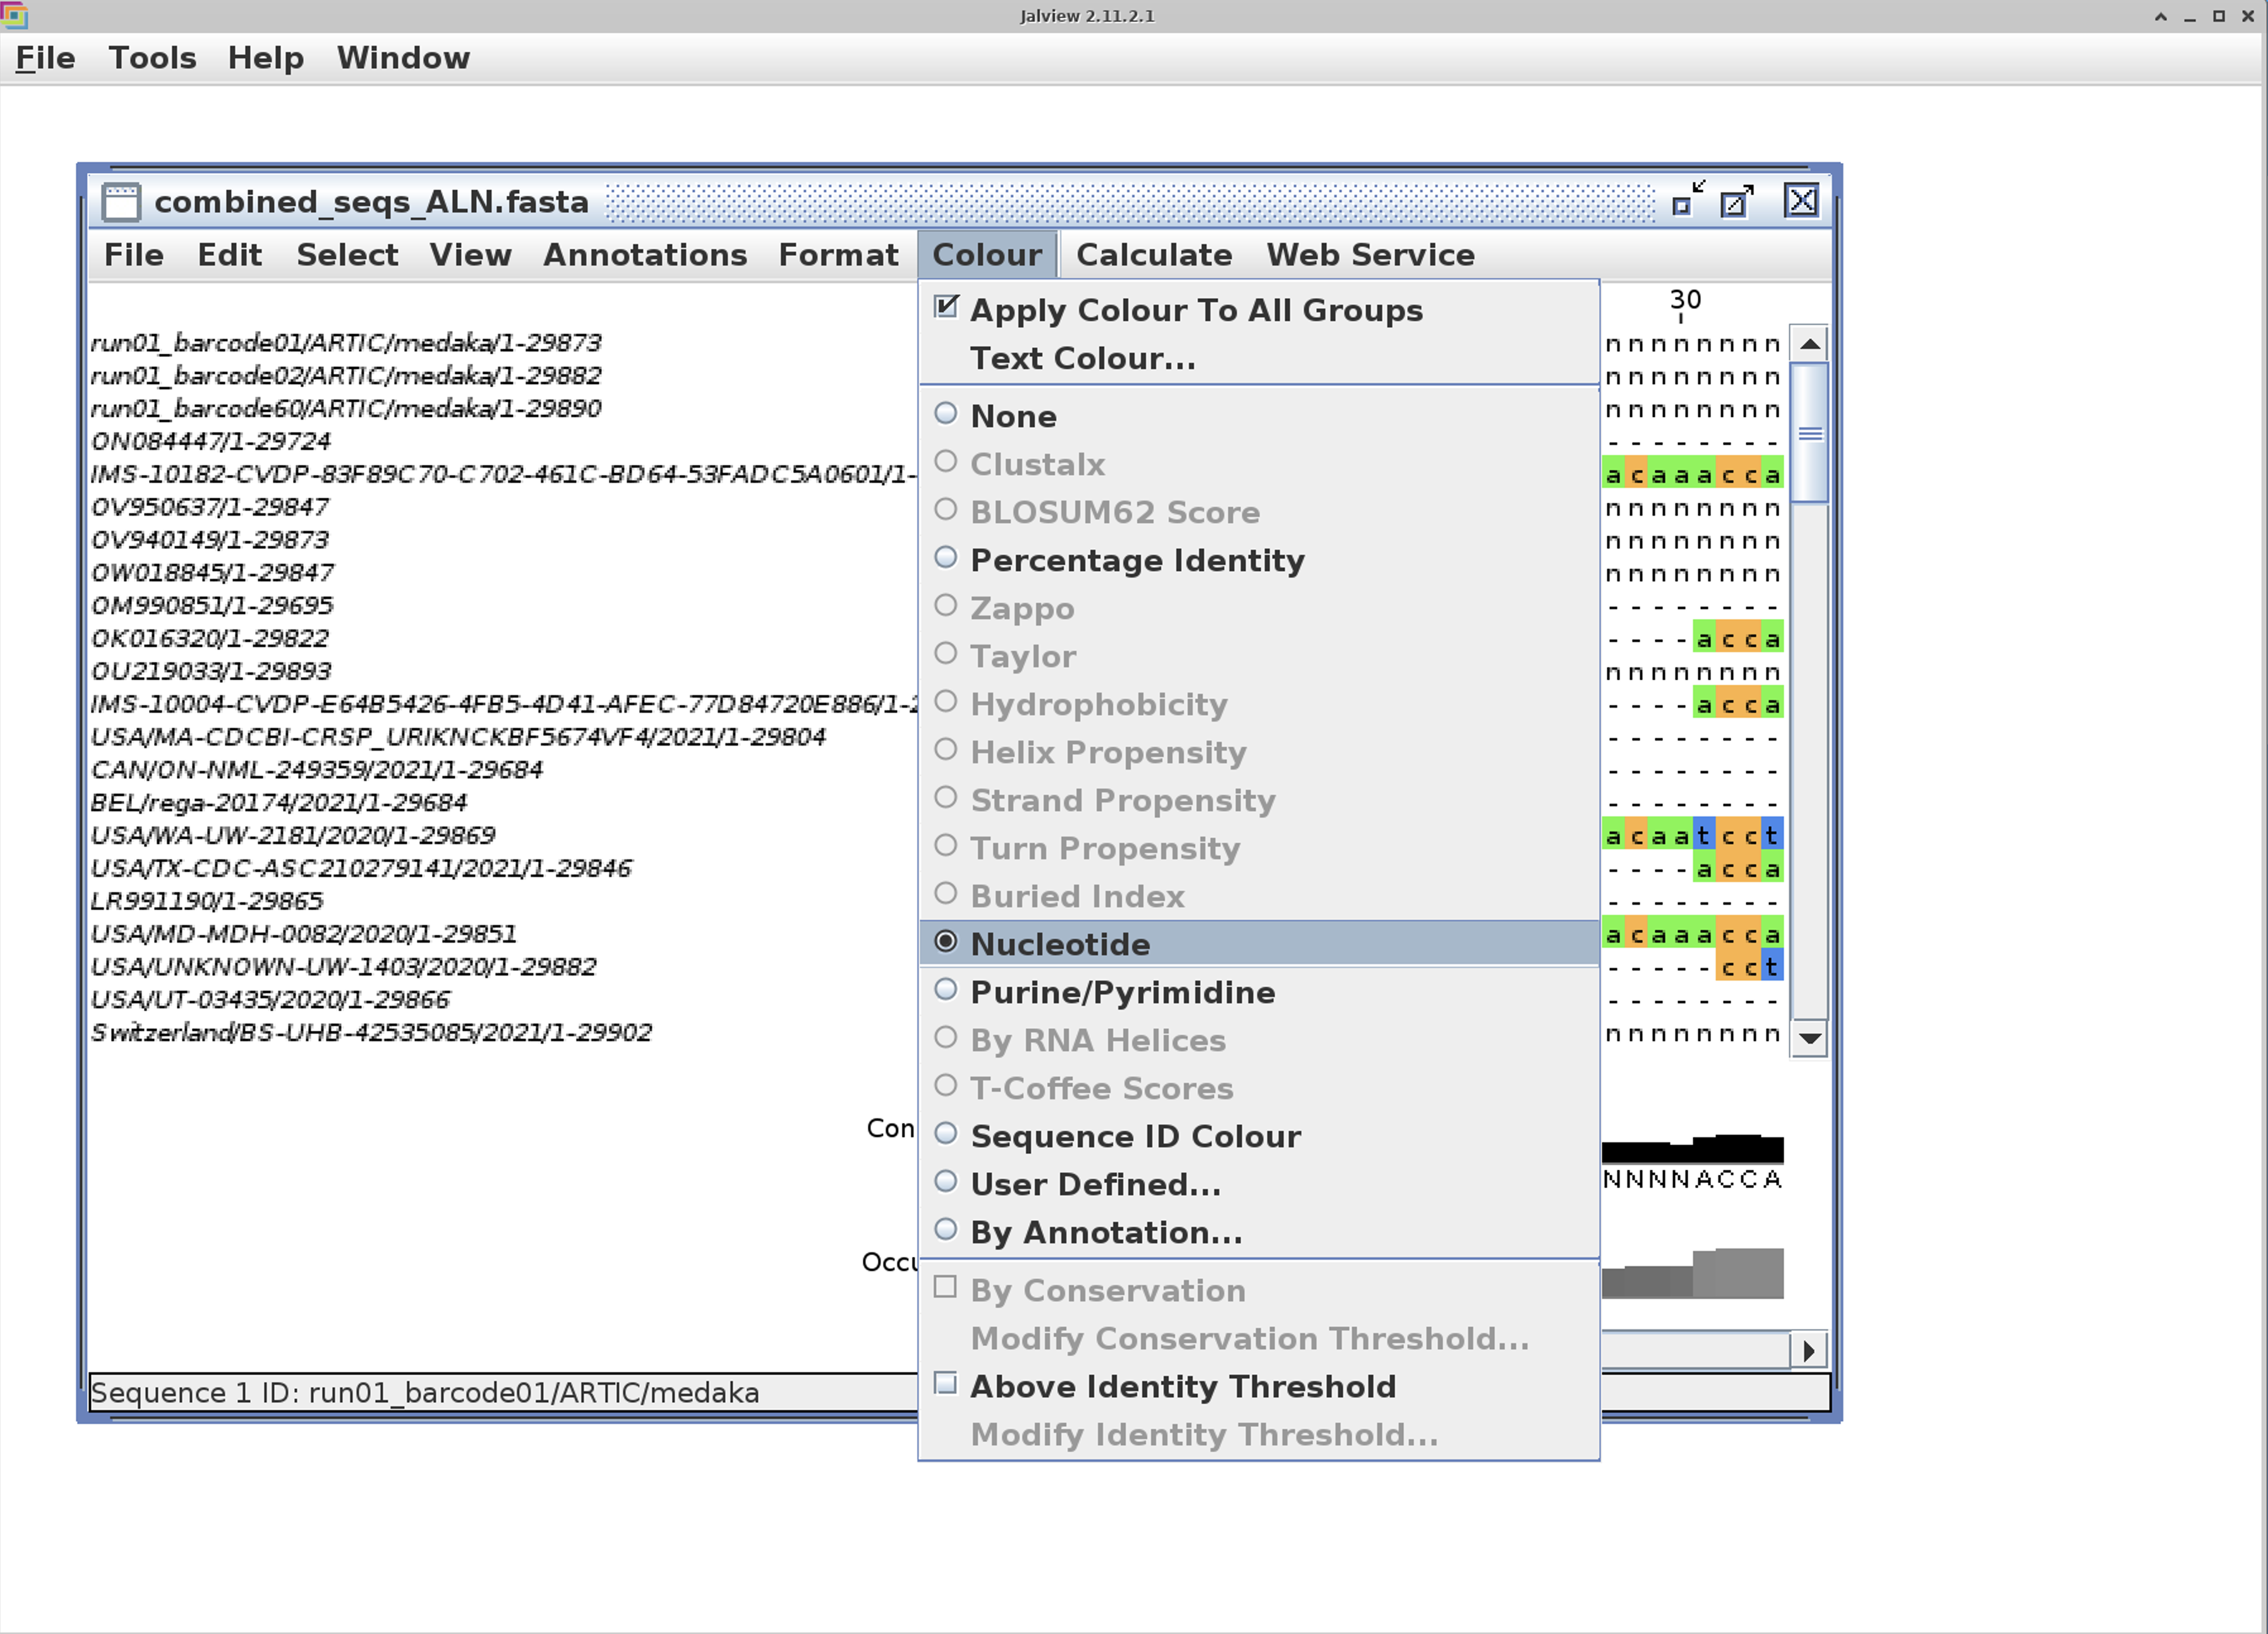 Jalview 2.11.2.1
File Tools Help Window
combined_seqs_ALN.fasta
File Edit Select View Annotations Format Colour Calculate Web Service
30
run01_barcode01/ARTIC/medaka/1-29873
run01_barcode02/ARTIC/medaka/1-29882
run01_barcode60/ARTIC/medaka/1-29890
ON084447/1-29724
IMS-10182-CVDP-83F89C70-C702-461C-BD64-53FADC5A0601/1-
OV950637/1-29847
OV940149/1-29873
OW018845/1-29847
OM990851/1-29695
OK016320/1-29822
OU219033/1-29893
IMS-10004-CVDP-E64B5426-4FB5-4D41-AFEC-77D84720E886/1-2
USA/MA-CDCBI-CRSP_URIKNCKBF5674VF4/2021/1-29804
CAN/ON-NML-249359/2021/1-29684
BEL/rega-20174/2021/1-29684
USA/WA-UW-2181/2020/1-29869
USA/TX-CDC-ASC210279141/2021/1-29846
LR991190/1-29865
USA/MD-MDH-0082/2020/1-29851
USA/UNKNOWN-UW-1403/2020/1-29882
USA/UT-03435/2020/1-29866
Switzerland/BS-UHB-42535085/2021/1-29902
Con
Occu
Apply Colour To All Groups
Text Colour...
None
Clustalx
BLOSUM62 Score
Percentage Identity
Zappo
Taylor
Hydrophobicity
Helix Propensity
Strand Propensity
Turn Propensity
Buried Index
Nucleotide
Purine/Pyrimidine
By RNA Helices
T-Coffee Scores
Sequence ID Colour
User Defined...
By Annotation...
By Conservation
Modify Conservation Threshold...
Above Identity Threshold
Modify Identity Threshold...
nnnnnnnn
nnnnnnnn
nnnnnnnn
--------
acaaacca
nnnnnnnn
nnnnnnnn
nnnnnnnn
--------
----acca
nnnnnnnn
----acca
--------
--------
--------
acaatcct
----acca
--------
acaaacca
-----cct
--------
nnnnnnnn
NNNNACCA
Sequence 1 ID: run01_barcode01/ARTIC/medaka